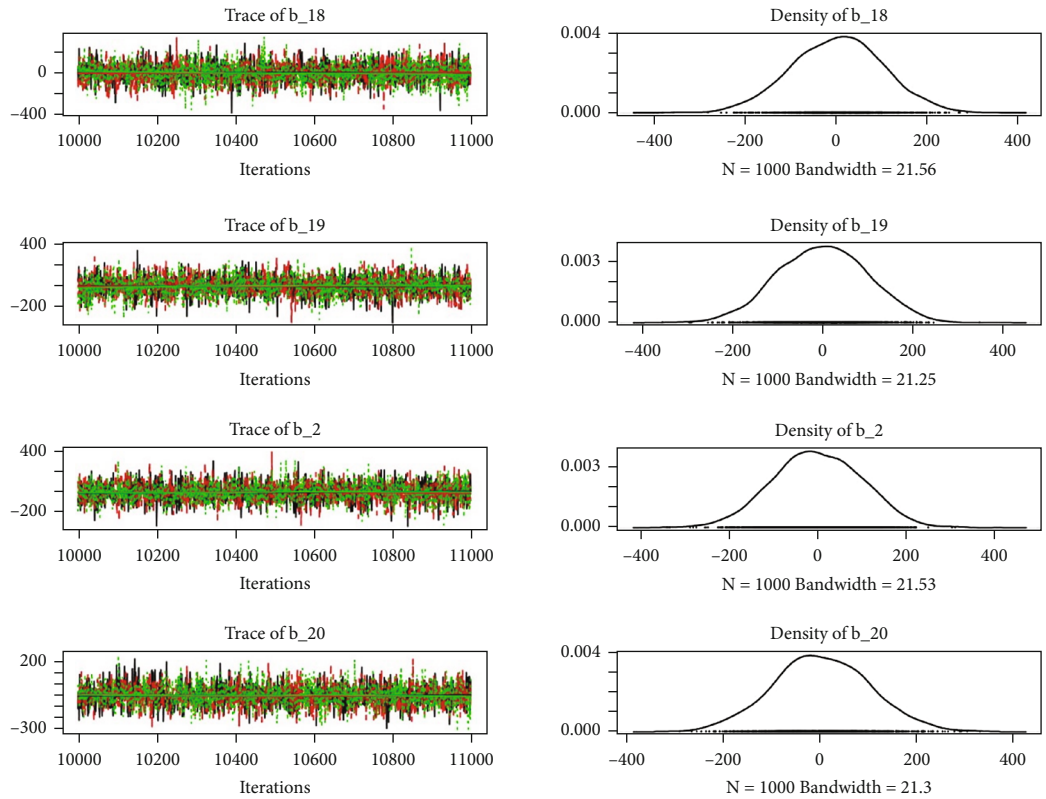 Trace of b_18
0
−400
10000 10200 10400 10600 10800 11000
Iterations
Density of b_18
0.004
0.000
−400 −200 0 200 400
N = 1000 Bandwidth = 21.56
Trace of b_19
400
−200
10000 10200 10400 10600 10800 11000
Iterations
Density of b_19
0.003
0.000
−400 −200 0 200 400
N = 1000 Bandwidth = 21.25
Trace of b_2
400
−200
10000 10200 10400 10600 10800 11000
Iterations
Density of b_2
0.003
0.000
−400 −200 0 200 400
N = 1000 Bandwidth = 21.53
Trace of b_20
200
−300
10000 10200 10400 10600 10800 11000
Iterations
Density of b_20
0.004
0.000
−400 −200 0 200 400
N = 1000 Bandwidth = 21.3